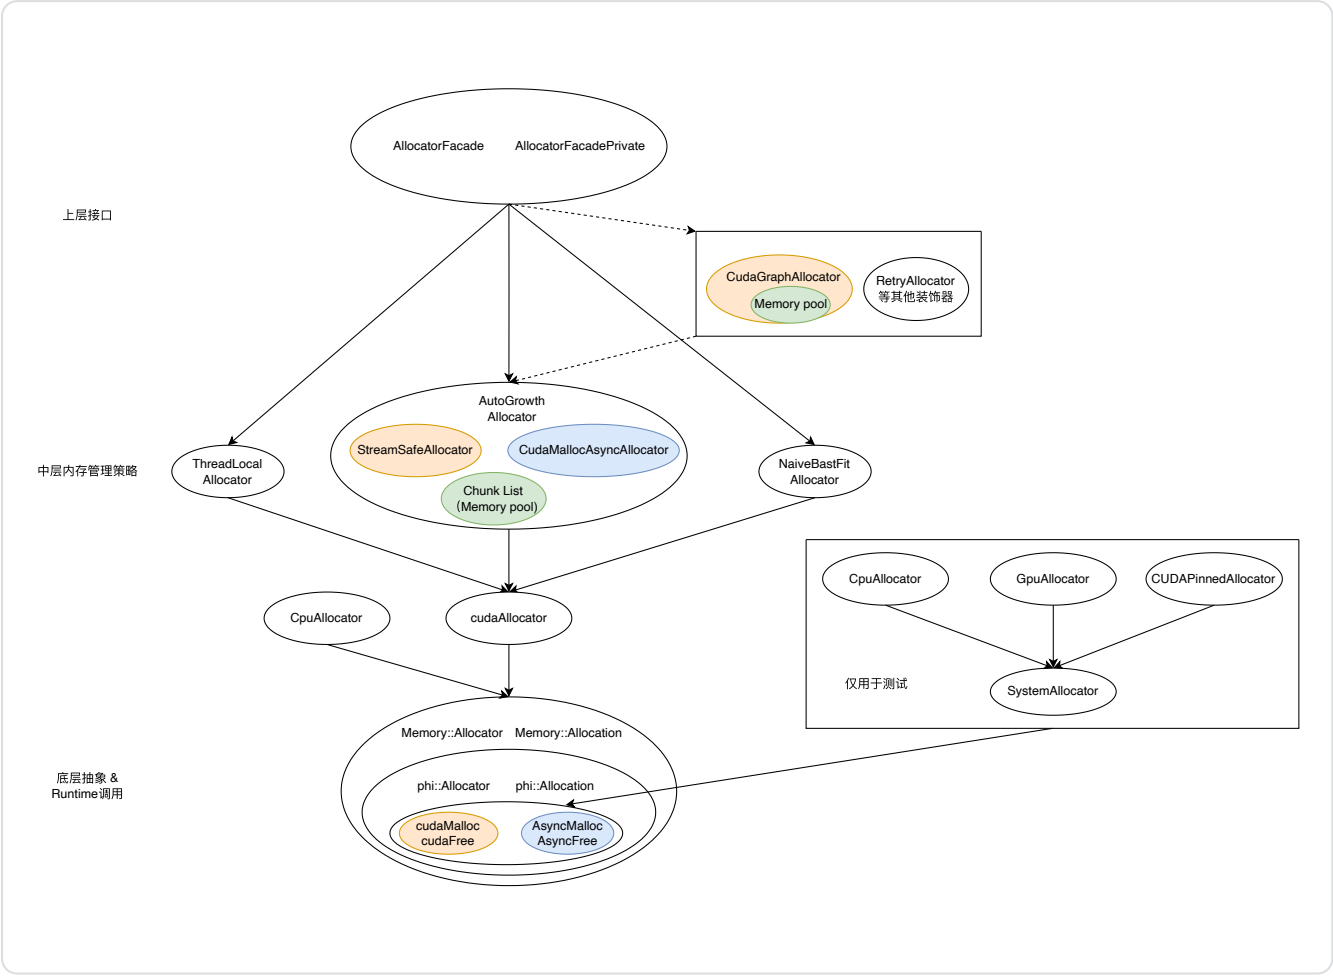 AllocatorFacade AllocatorFacadePrivate
上层接口
CudaGraphAllocator
Memory pool
RetryAllocator
等其他装饰器
AutoGrowth
Allocator
StreamSafeAllocator
CudaMallocAsyncAllocator
Chunk List
（Memory pool)
中层内存管理策略
ThreadLocal
Allocator
NaiveBastFit
Allocator
CpuAllocator
cudaAllocator
CpuAllocator
GpuAllocator
CUDAPinnedAllocator
仅用于测试
SystemAllocator
Memory::Allocator Memory::Allocation
底层抽象 &
Runtime调用
phi::Allocator phi::Allocation
cudaMalloc
cudaFree
AsyncMalloc
AsyncFree